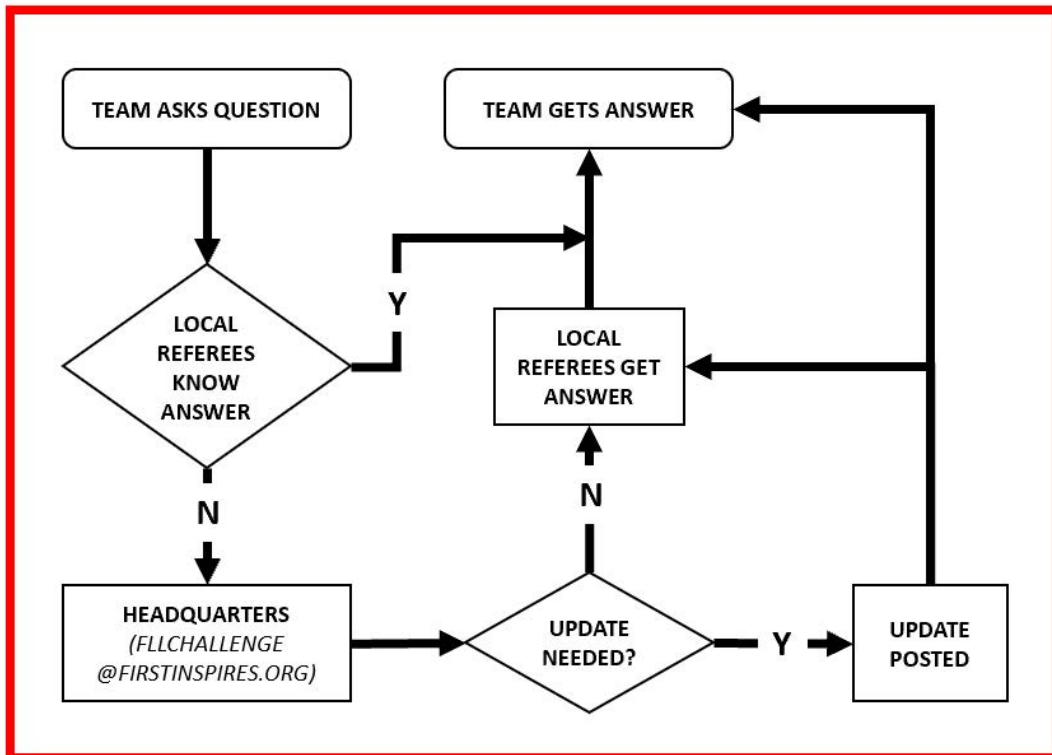 TEAM ASKS QUESTION
TEAM GETS ANSWER
LOCAL
REFEREES
KNOW
ANSWER
Y
LOCAL
REFEREES GET
ANSWER
N
N
HEADQUARTERS
(FLLCHALLENGE
@FIRSTINSPIRES.ORG)
UPDATE
NEEDED?
Y
UPDATE
POSTED